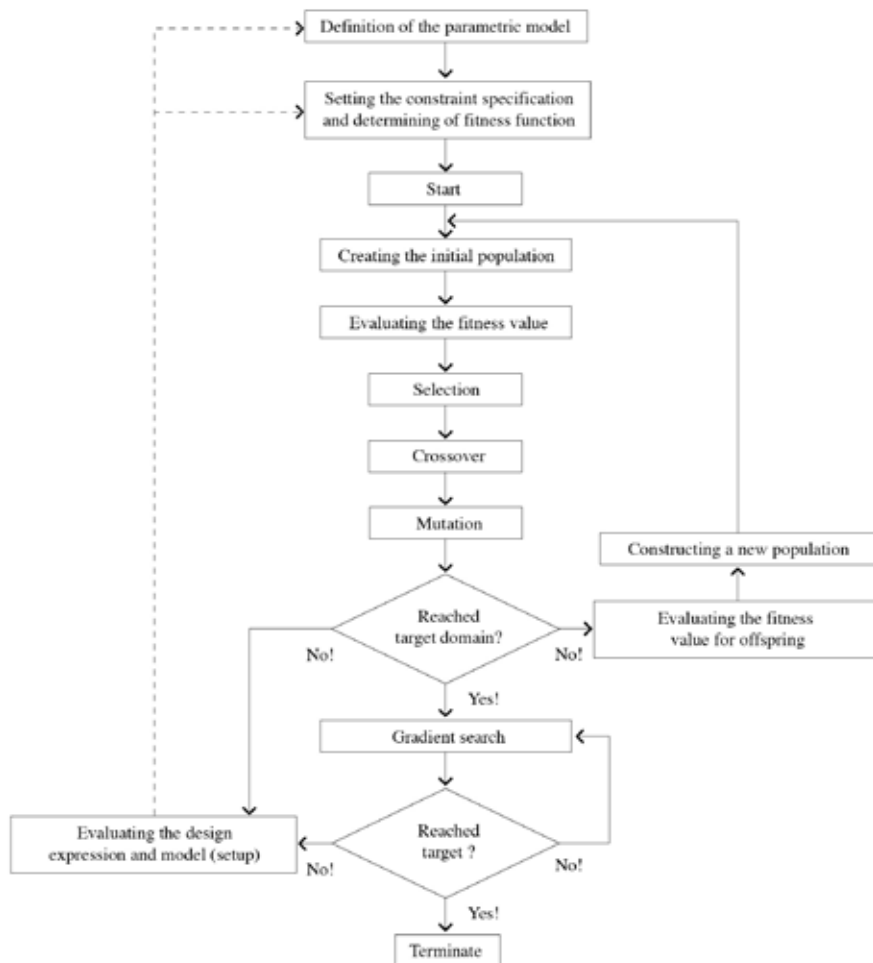 Definition of the parametric model
Setting the constraint specification
and determining of fitness function
Start
Creating the initial population
Evaluating the fitness value
Selection
Crossover
Mutation
Constructing a new population
Reached
target domain?
Evaluating the fitness
value for offspring
No!
No!
Yes!
Gradient search
Evaluating the design
expression and model (setup)
Reached
target ?
No!
No!
Yes!
Terminate